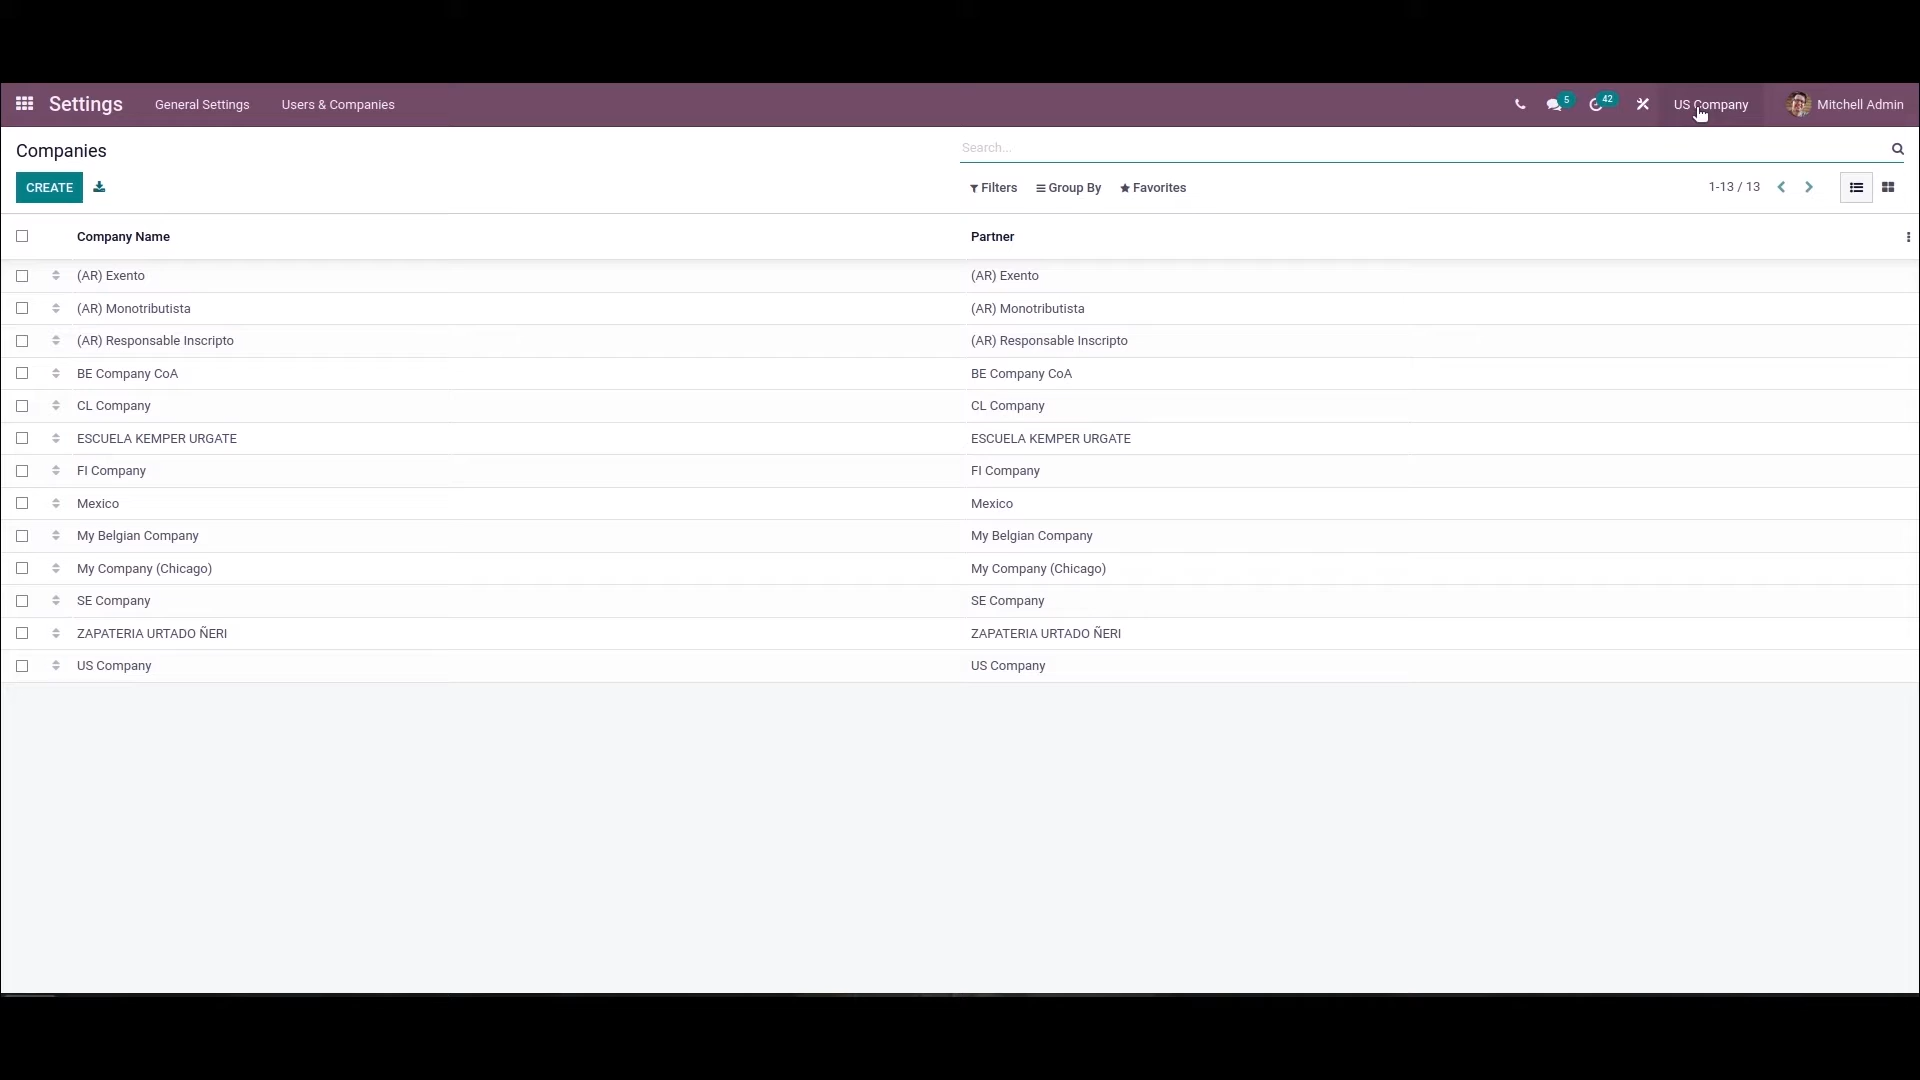 Settings General Settings Users & Companies 5 42 US Company Mitchell Admin
Companies Search...
CREATE Filters Group By Favorites 1-13 / 13
Company Name Partner
(AR) Exento (AR) Exento
(AR) Monotributista (AR) Monotributista
(AR) Responsable Inscripto (AR) Responsable Inscripto
BE Company CoA BE Company CoA
CL Company CL Company
ESCUELA KEMPER URGATE ESCUELA KEMPER URGATE
FI Company FI Company
Mexico Mexico
My Belgian Company My Belgian Company
My Company (Chicago) My Company (Chicago)
SE Company SE Company
ZAPATERIA URTADO ÑERI ZAPATERIA URTADO ÑERI
US Company US Company